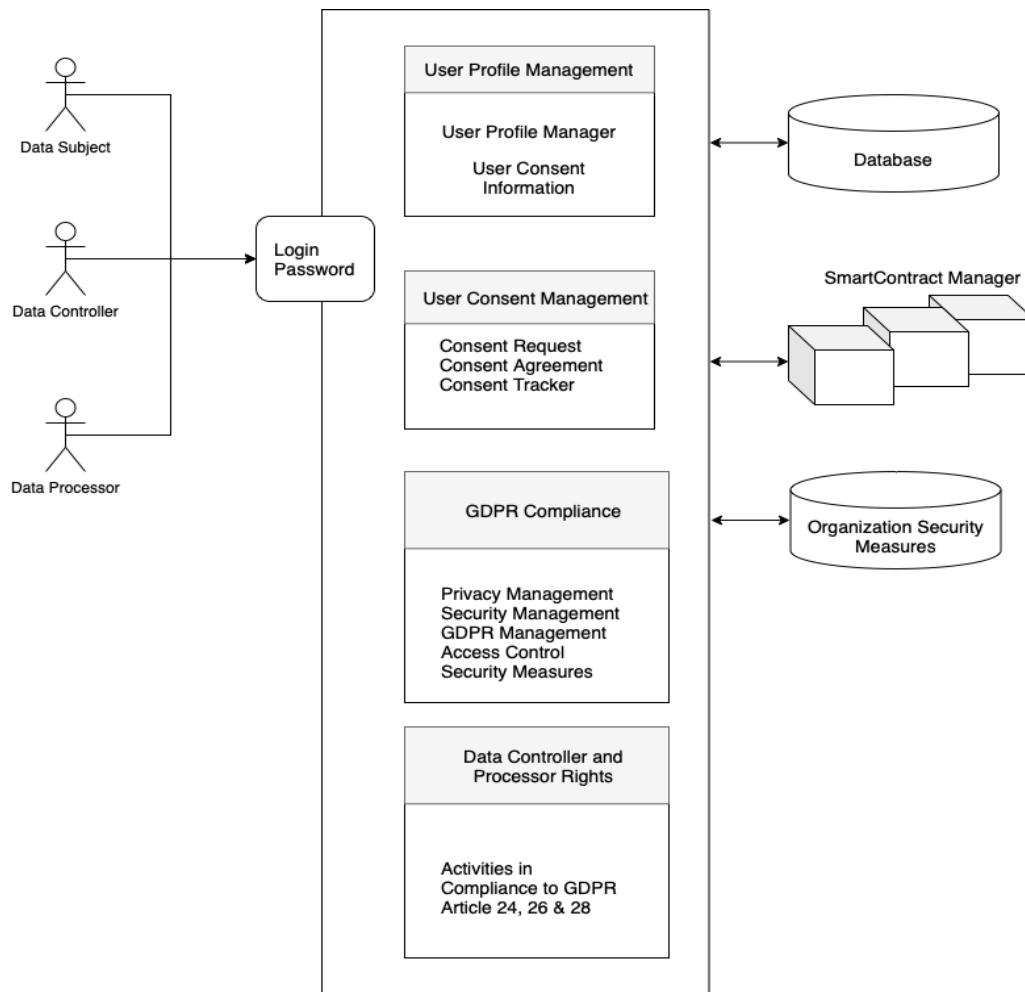 Data Subject
Data Controller
Data Processor
Login
Password
User Profile Management
User Profile Manager
User Consent
Information
User Consent Management
Consent Request
Consent Agreement
Consent Tracker
GDPR Compliance
Privacy Management
Security Management
GDPR Management
Access Control
Security Measures
Data Controller and
Processor Rights
Activities in
Compliance to GDPR
Article 24, 26 & 28
Database
SmartContract Manager
Organization Security
Measures